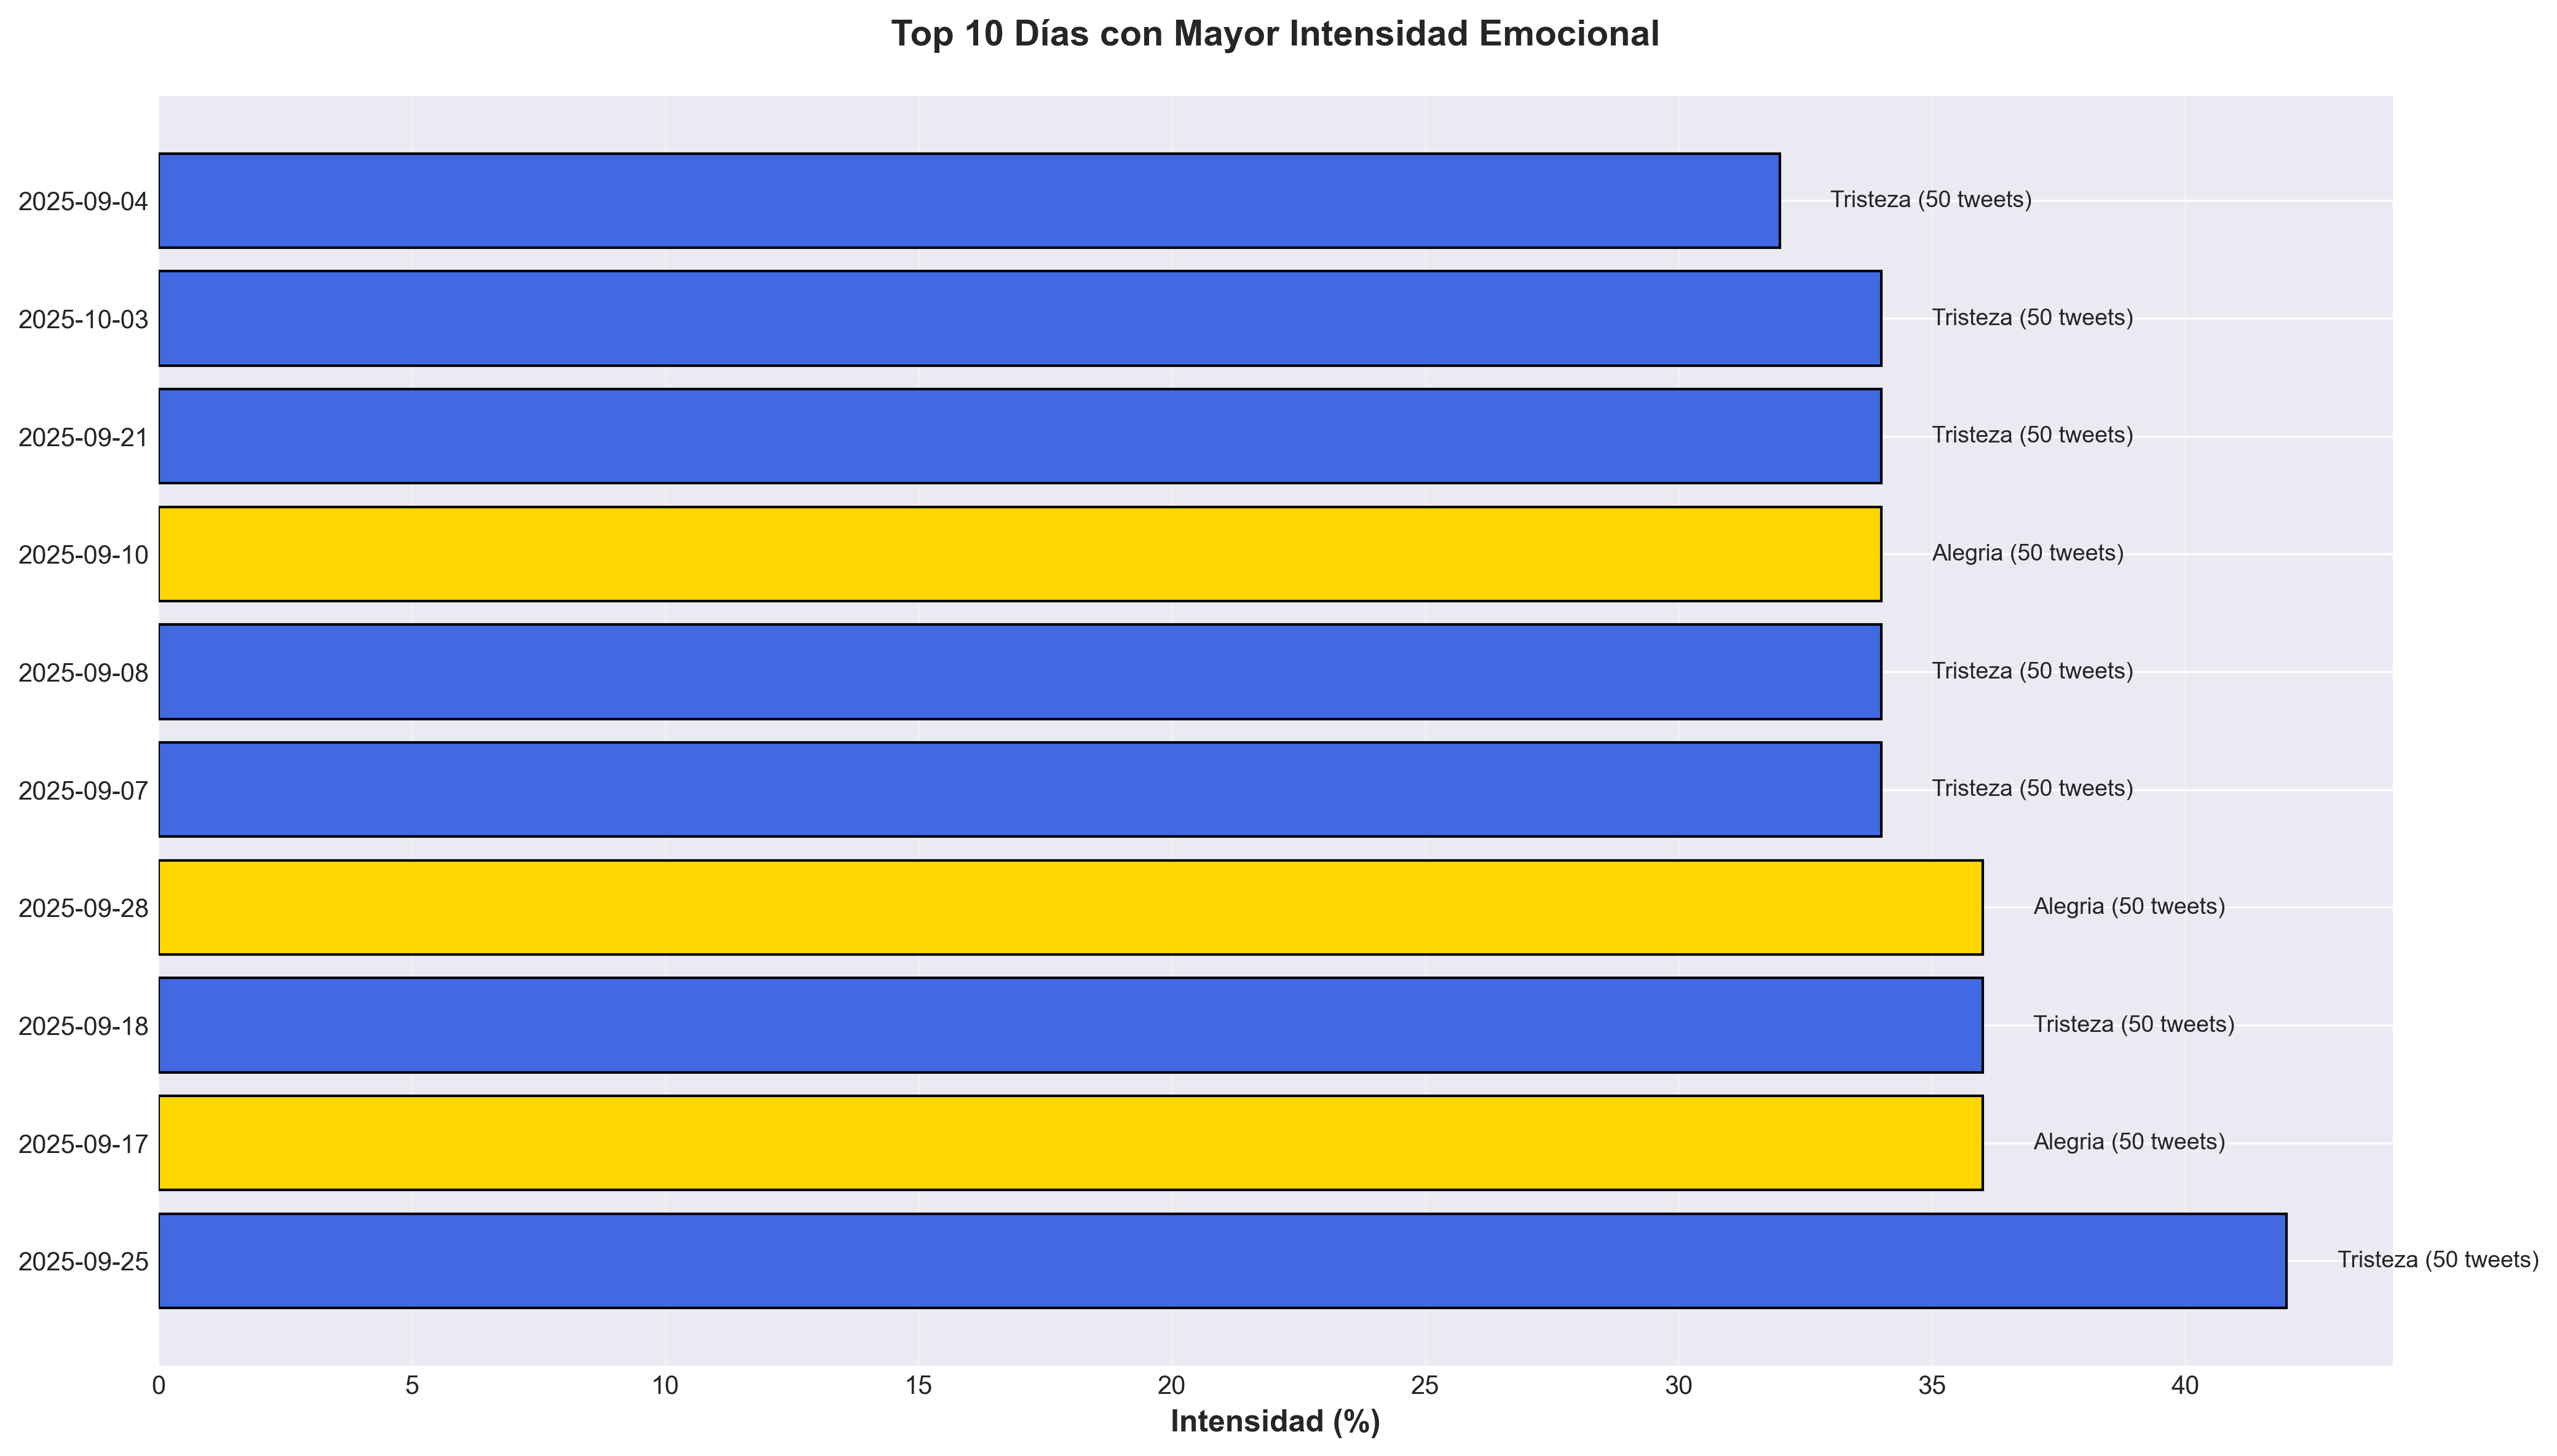 Top 10 Días con Mayor Intensidad Emocional
2025-09-04 Tristeza (50 tweets)
2025-10-03 Tristeza (50 tweets)
2025-09-21 Tristeza (50 tweets)
2025-09-10 Alegria (50 tweets)
2025-09-08 Tristeza (50 tweets)
2025-09-07 Tristeza (50 tweets)
2025-09-28 Alegria (50 tweets)
2025-09-18 Tristeza (50 tweets)
2025-09-17 Alegria (50 tweets)
2025-09-25 Tristeza (50 tweets)
0 5 10 15 20 25 30 35 40
Intensidad (%)